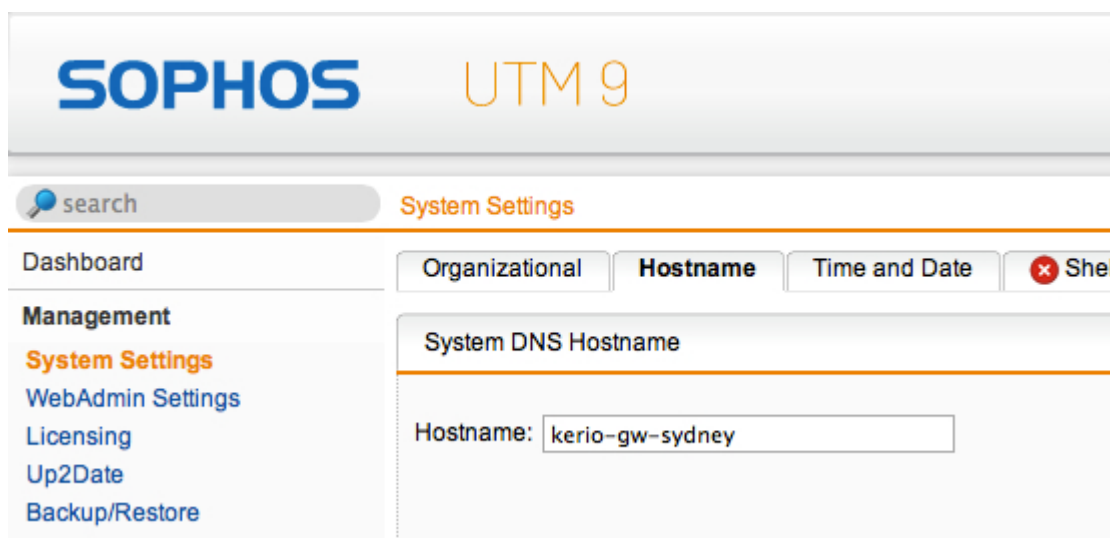 SOPHOS UTM 9
search System Settings
Dashboard
Organizational Hostname Time and Date Shel
Management
System DNS Hostname
System Settings
WebAdmin Settings
Hostname: kerio-gw-sydney
Licensing
Up2Date
Backup/Restore